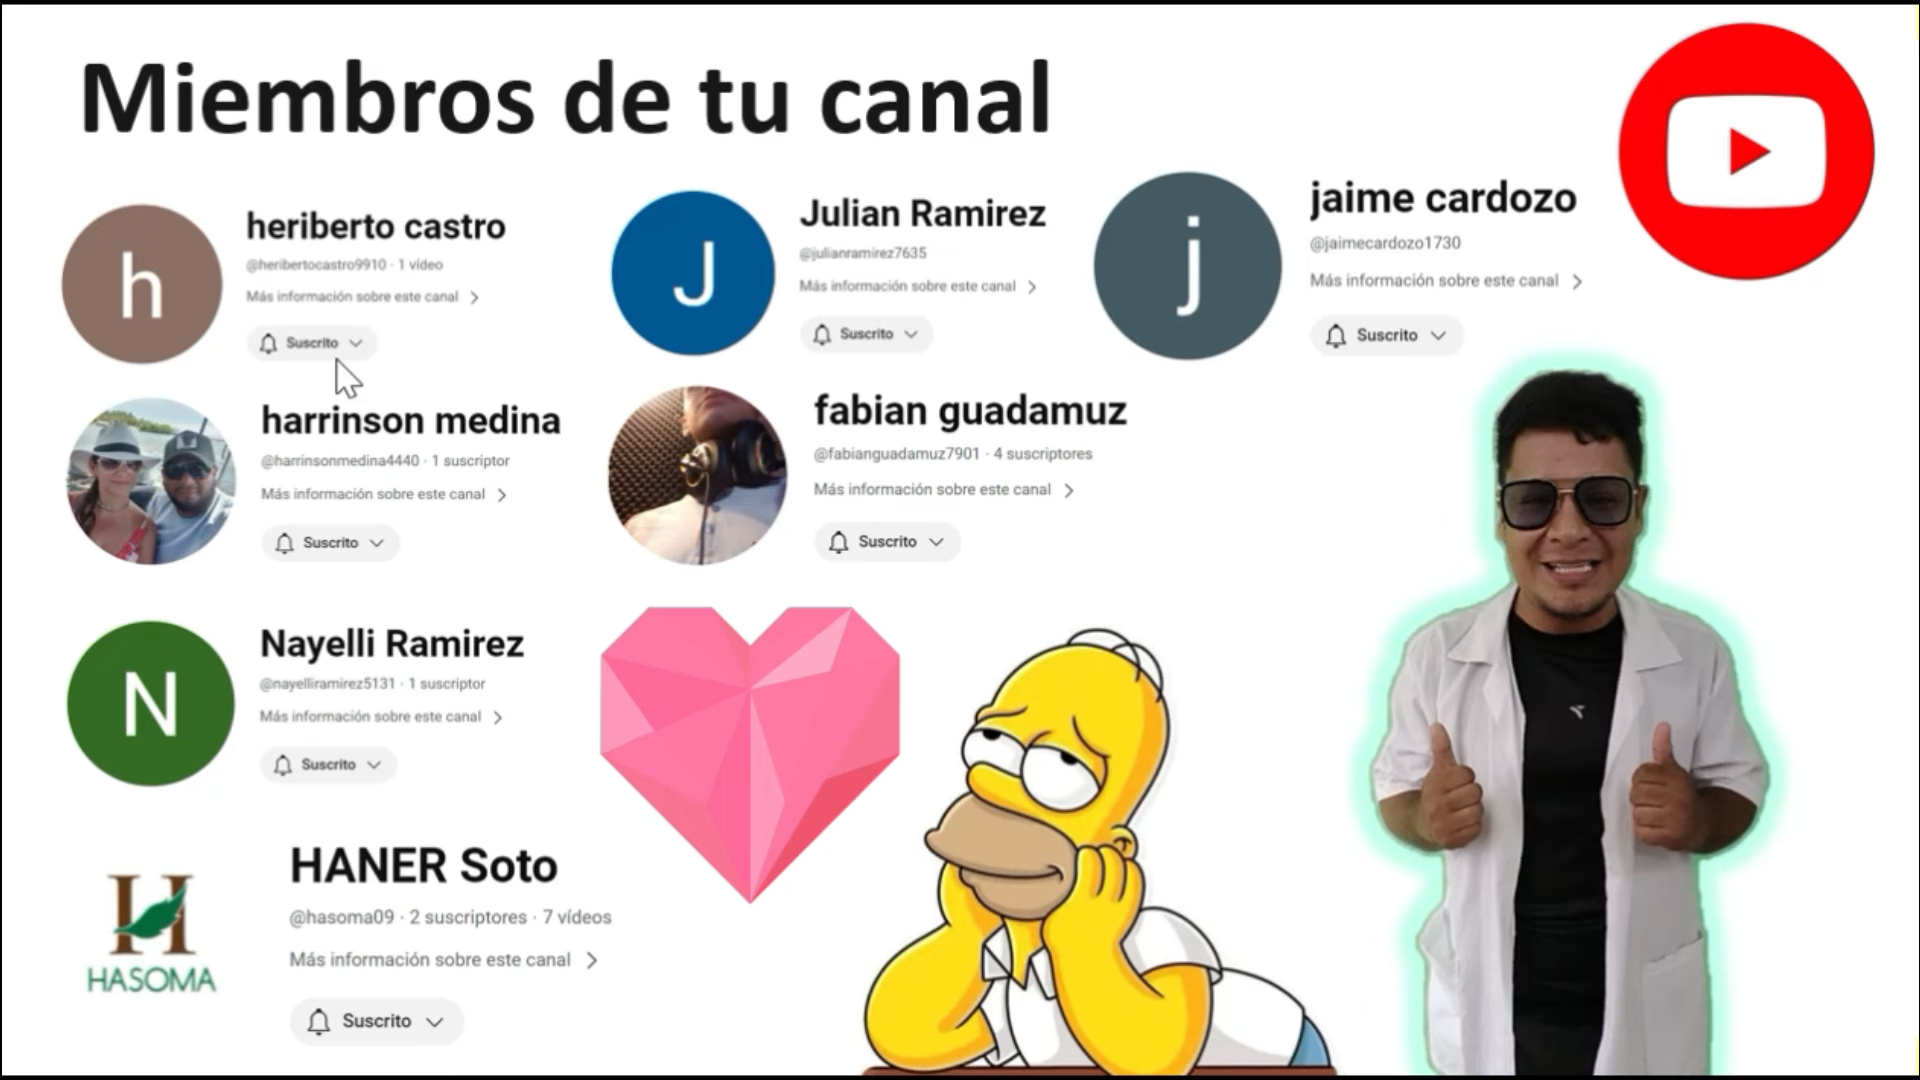 Miembros de tu canal
h
heriberto castro
@heribertocastro9910 · 1 video
Más información sobre este canal
Suscrito
J
Julian Ramirez
@julianramirez7635
Más información sobre este canal
Suscrito
j
jaime cardozo
@jaimecardozo1730
Más información sobre este canal
Suscrito
harrinson medina
@harrinsonmedina4440 · 1 suscriptor
Más información sobre este canal
Suscrito
fabian guadamuz
@fabianguadamuz7901 · 4 suscriptores
Más información sobre este canal
Suscrito
N
Nayelli Ramirez
@nayelliramirez5131 · 1 suscriptor
Más información sobre este canal
Suscrito
H
HASOMA
HANER Soto
@hasoma09 · 2 suscriptores · 7 vídeos
Más información sobre este canal
Suscrito